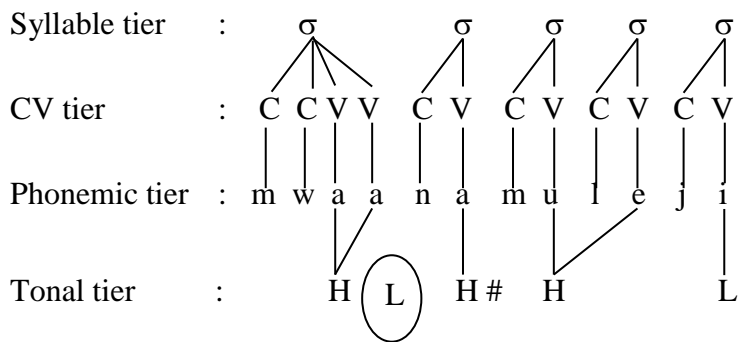 Syllable tier : σ σ σ σ σ
CV tier : C C V V C V C V C V C V
Phonemic tier : m w a a n a m u l e j i
Tonal tier : H L H # H L